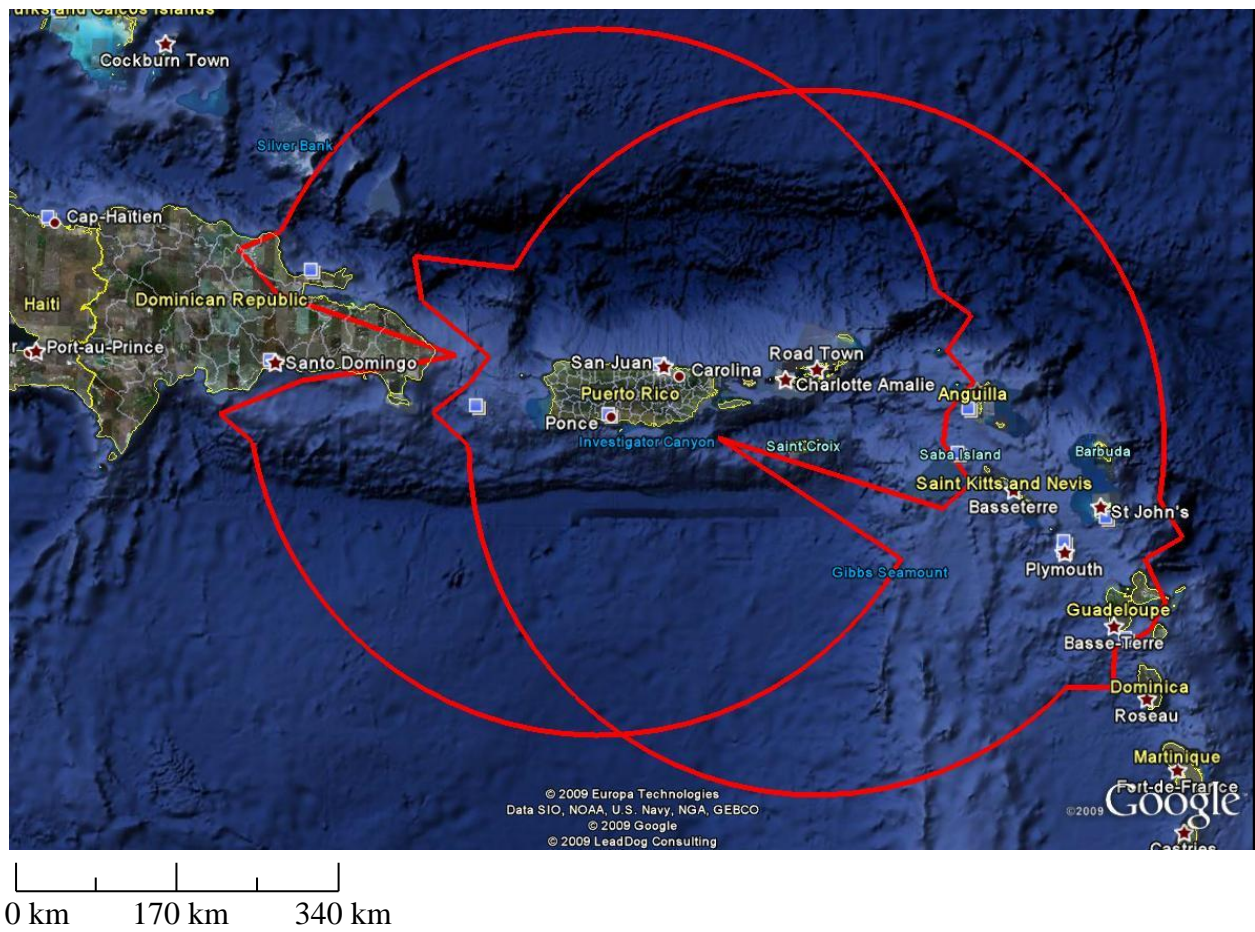 Turks and Caicos Islands
Cockburn Town
Silver Bank
Cap-Haïtien
Haiti
Dominican Republic
Port-au-Prince
Santo Domingo
San-Juan
Carolina
Road Town
Charlotte Amalie
Puerto Rico
Ponce
Investigator Canyon
Saint Croix
Anguilla
Saba Island
Barbuda
Saint Kitts and Nevis
Basseterre
St John's
Plymouth
Gibbs Seamount
Guadeloupe
Basse-Terre
Dominica
Roseau
Martinique
Fort-de-France
Castries
© 2009 Europa Technologies
Data SIO, NOAA, U.S. Navy, NGA, GEBCO
© 2009 Google
© 2009 LeadDog Consulting
©2009 Google
0 km 170 km 340 km